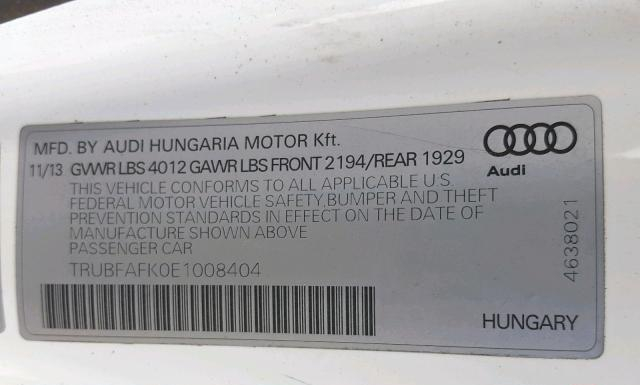 MFD. BY AUDI HUNGARIA MOTOR Kft.
11/13 GVWR LBS 4012 GAWR LBS FRONT 2194/REAR 1929
THIS VEHICLE CONFORMS TO ALL APPLICABLE U.S
FEDERAL MOTOR VEHICLE SAFETY,BUMPER AND THEFT
PREVENTION STANDARDS IN EFFECT ON THE DATE OF
MANUFACTURE SHOWN ABOVE
PASSENGER CAR
TRUBFAFK0E1008404
Audi
4638021
HUNGARY